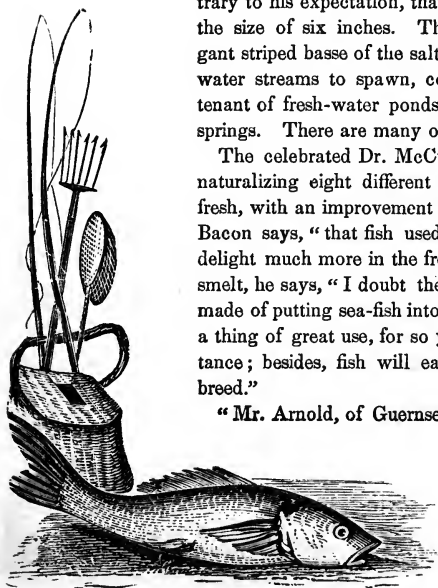 trary to his expectation, tha
the size of six inches. Th
gant striped basse of the salt
water streams to spawn, c
tenant of fresh-water ponds
springs. There are many o
The celebrated Dr. McC
naturalizing eight different
fresh, with an improvement
Bacon says, “ that fish used
delight much more in the fr
smelt, he says, “ I doubt the
made of putting sea-fish into
a thing of great use, for so y
tance ; besides, fish will ea
breed.”
“ Mr. Arnold, of Guernse